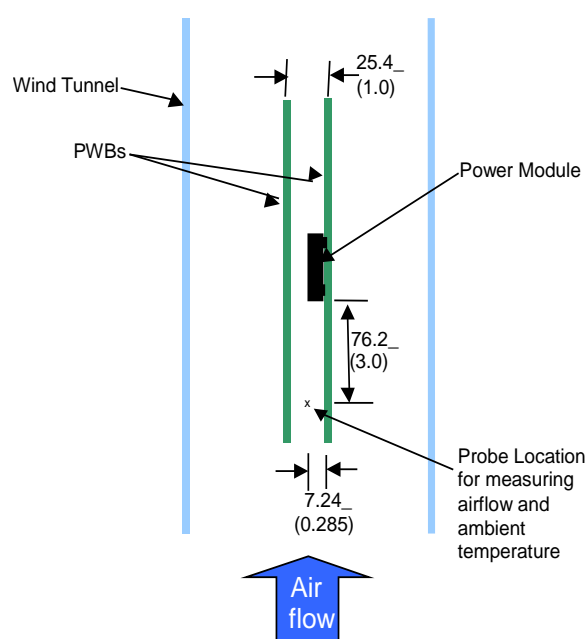 25.4_
(1.0)
Wind Tunnel
PWBs
Power Module
76.2_
(3.0)
x
Probe Location
for measuring
airflow and
ambient
temperature
7.24_
(0.285)
Air
flow